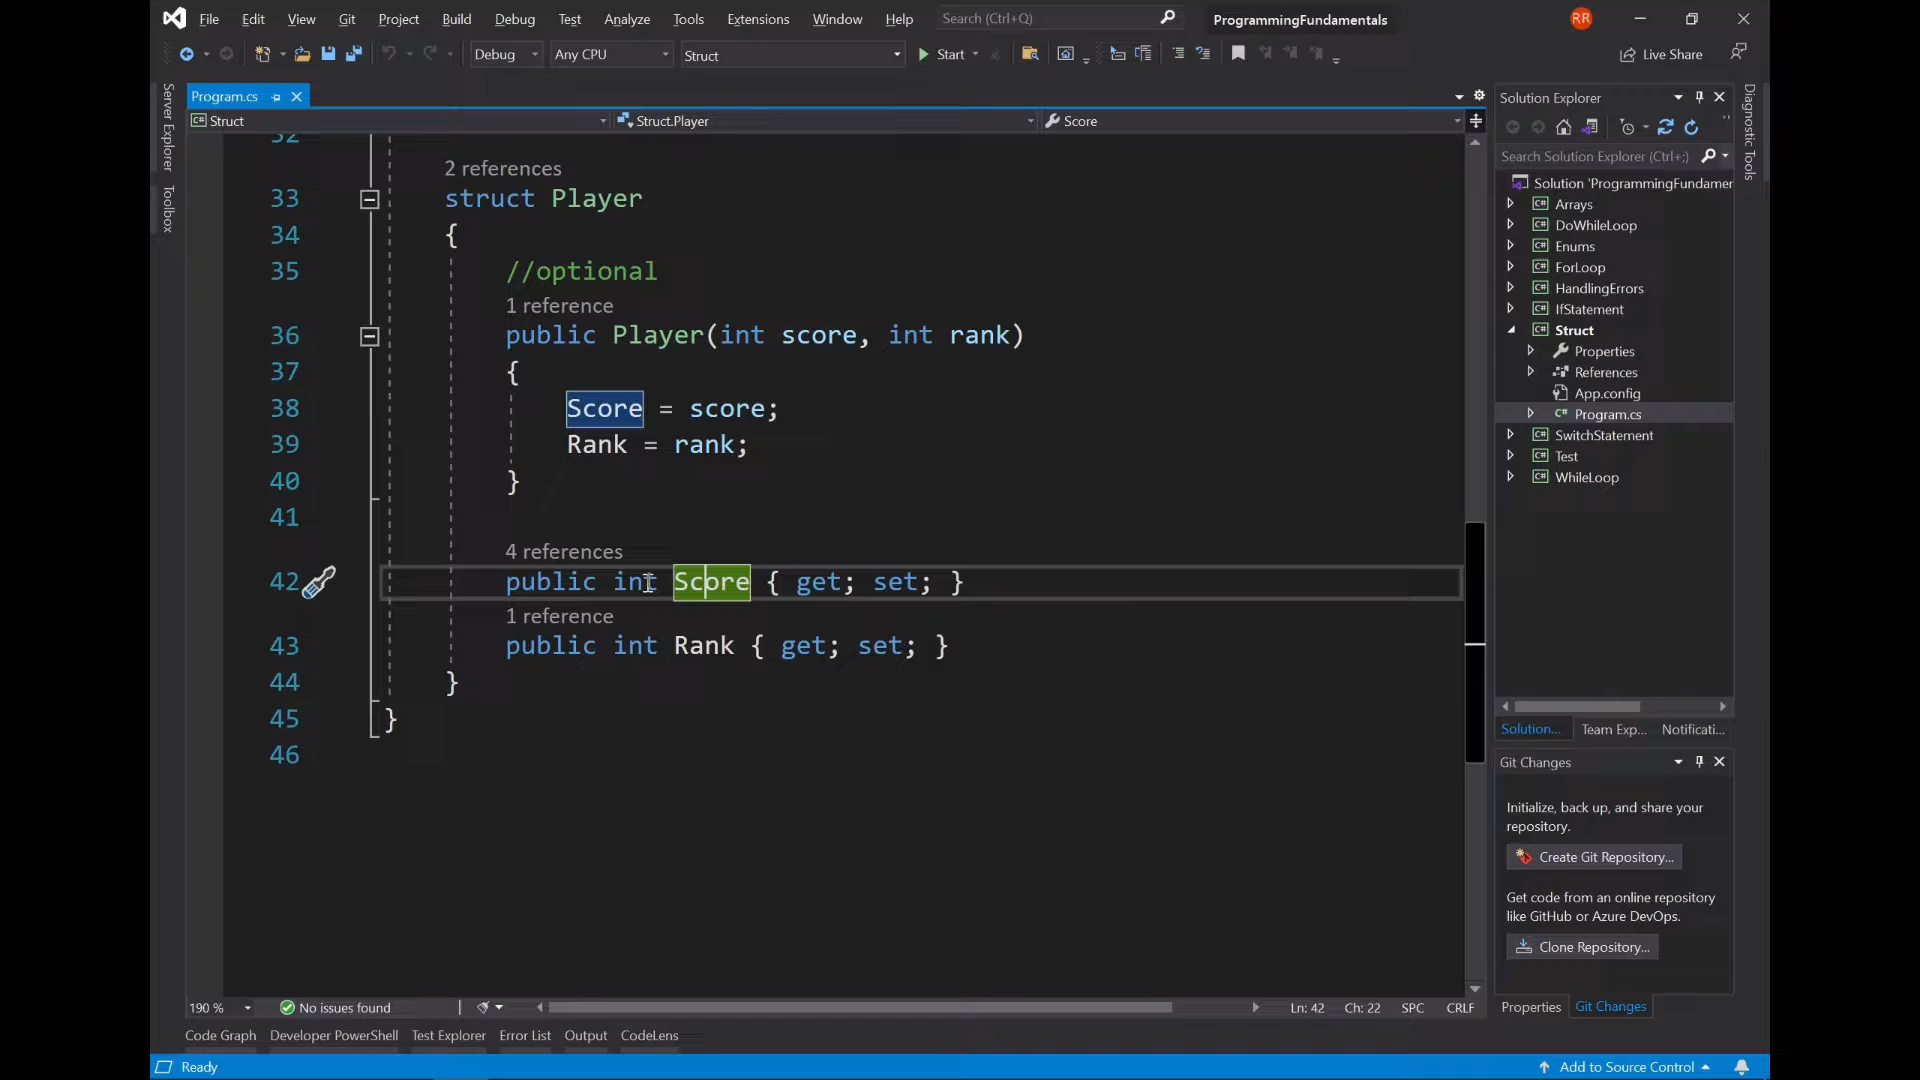 File Edit View Git Project Build Debug Test Analyze Tools Extensions Window Help Search (Ctrl+Q) ProgrammingFundamentals RR
Debug Any CPU Struct Start Live Share
Server Explorer
Toolbox
Program.cs
Struct Struct.Player Score
32
2 references
33 struct Player
34 {
35 //optional
1 reference
36 public Player(int score, int rank)
37 {
38 Score = score;
39 Rank = rank;
40 }
41
4 references
42 public int Score { get; set; }
1 reference
43 public int Rank { get; set; }
44 }
45 }
46
190 % No issues found Ln: 42 Ch: 22 SPC CRLF
Code Graph Developer PowerShell Test Explorer Error List Output CodeLens
Ready Add to Source Control
Solution Explorer
Search Solution Explorer (Ctrl+;)
Solution 'ProgrammingFundamer
C# Arrays
C# DoWhileLoop
C# Enums
C# ForLoop
C# HandlingErrors
C# IfStatement
C# Struct
Properties
References
App.config
C# Program.cs
C# SwitchStatement
C# Test
C# WhileLoop
Solution... Team Exp... Notificati...
Git Changes
Initialize, back up, and share your
repository.
Create Git Repository...
Get code from an online repository
like GitHub or Azure DevOps.
Clone Repository...
Properties Git Changes
Diagnostic Tools